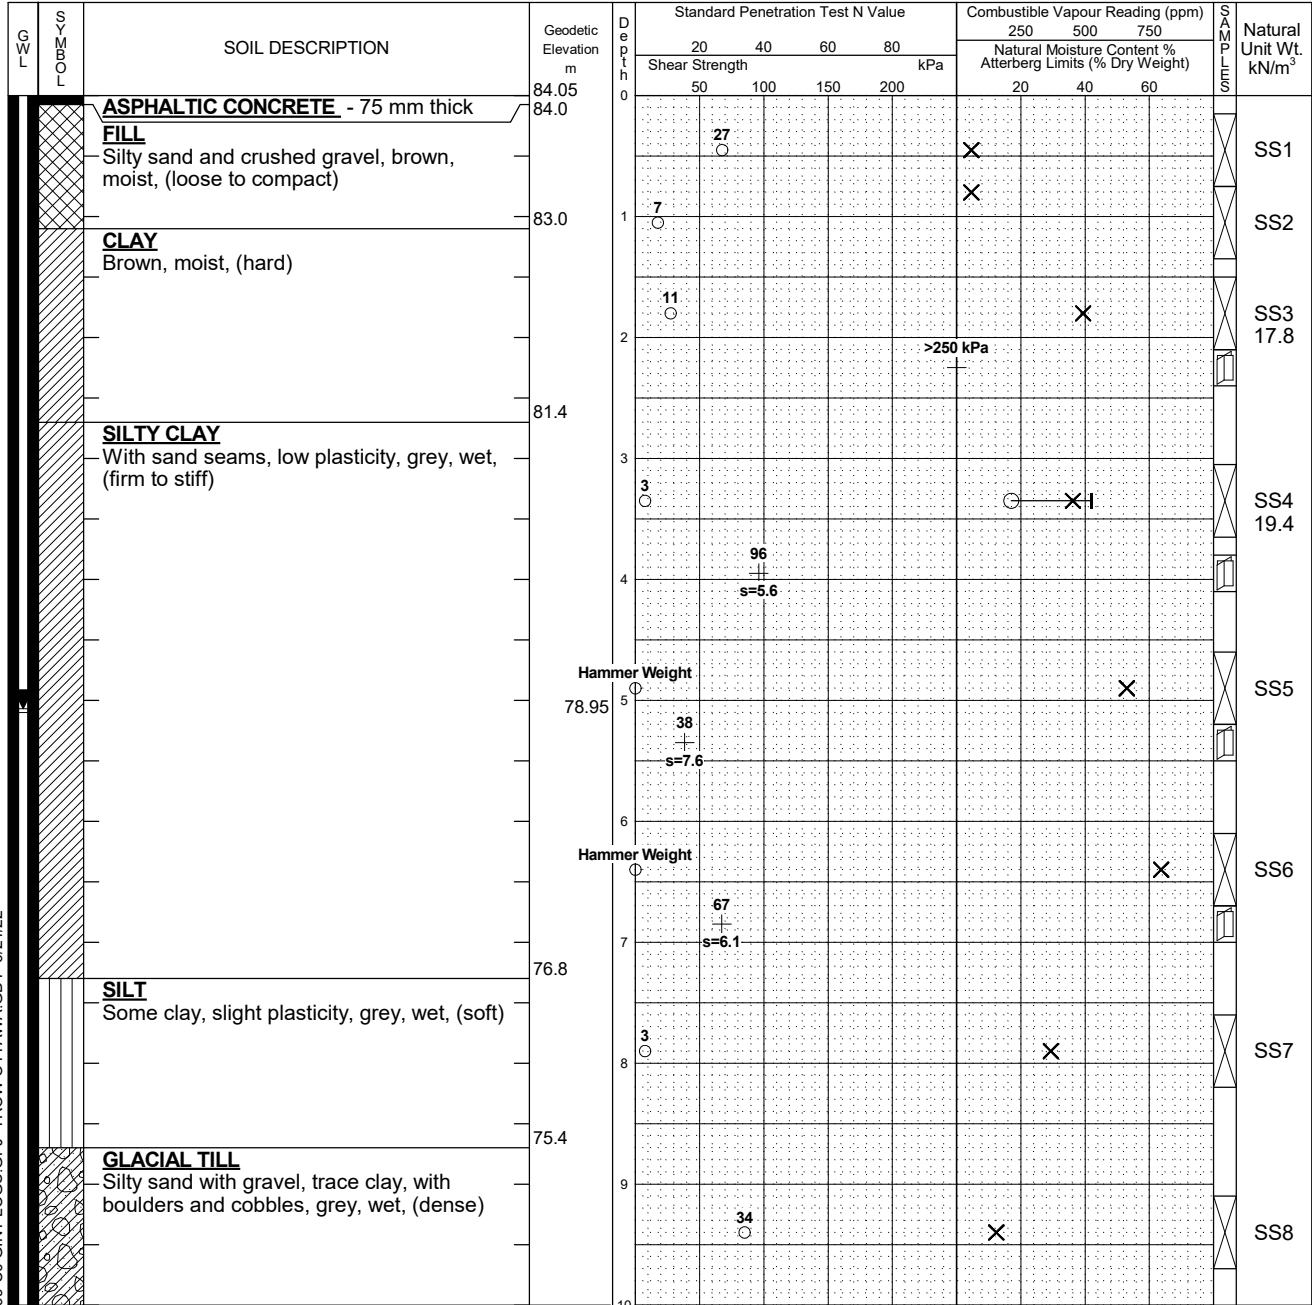 GWL
SYMBOL
SOIL DESCRIPTION
Geodetic
Elevation
m
84.05
Depth
0
Standard Penetration Test N Value
20 40 60 80
Shear Strength kPa
50 100 150 200
Combustible Vapour Reading (ppm)
250 500 750
Natural Moisture Content %
Atterberg Limits (% Dry Weight)
20 40 60
SAMPLES
Natural
Unit Wt.
kN/m³
ASPHALTIC CONCRETE - 75 mm thick
84.0
FILL
Silty sand and crushed gravel, brown,
moist, (loose to compact)
27
SS1
7
83.0
1
SS2
CLAY
Brown, moist, (hard)
11
SS3
17.8
2
>250 kPa
81.4
SILTY CLAY
With sand seams, low plasticity, grey, wet,
(firm to stiff)
3
3
SS4
19.4
96
4
s=5.6
Hammer Weight
SS5
5
78.95
38
s=7.6
6
Hammer Weight
SS6
67
7
s=6.1
76.8
SILT
Some clay, slight plasticity, grey, wet, (soft)
3
SS7
8
75.4
GLACIAL TILL
Silty sand with gravel, trace clay, with
boulders and cobbles, grey, wet, (dense)
9
34
SS8
10